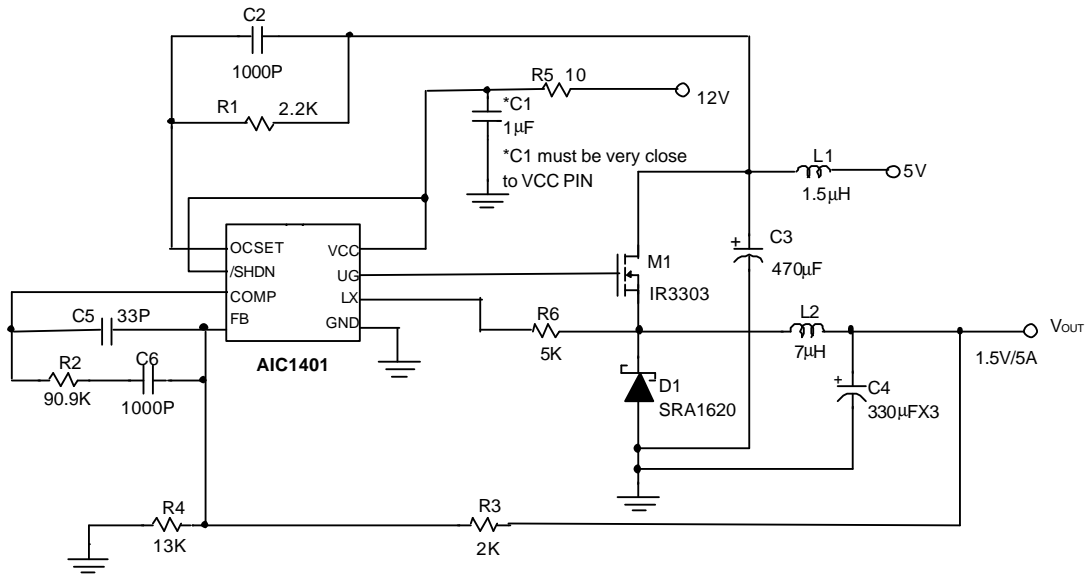 C2
1000P
R1
2.2K
R5 10
12V
*C1
1µF
*C1 must be very close
to VCC PIN
L1
5V
1.5µH
OCSET
VCC
/SHDN
UG
COMP
LX
FB
GND
AIC1401
C5
33P
R2
90.9K
C6
1000P
M1
IR3303
C3
470µF
R6
5K
L2
7µH
VOUT
1.5V/5A
D1
SRA1620
C4
330µFX3
R4
13K
R3
2K